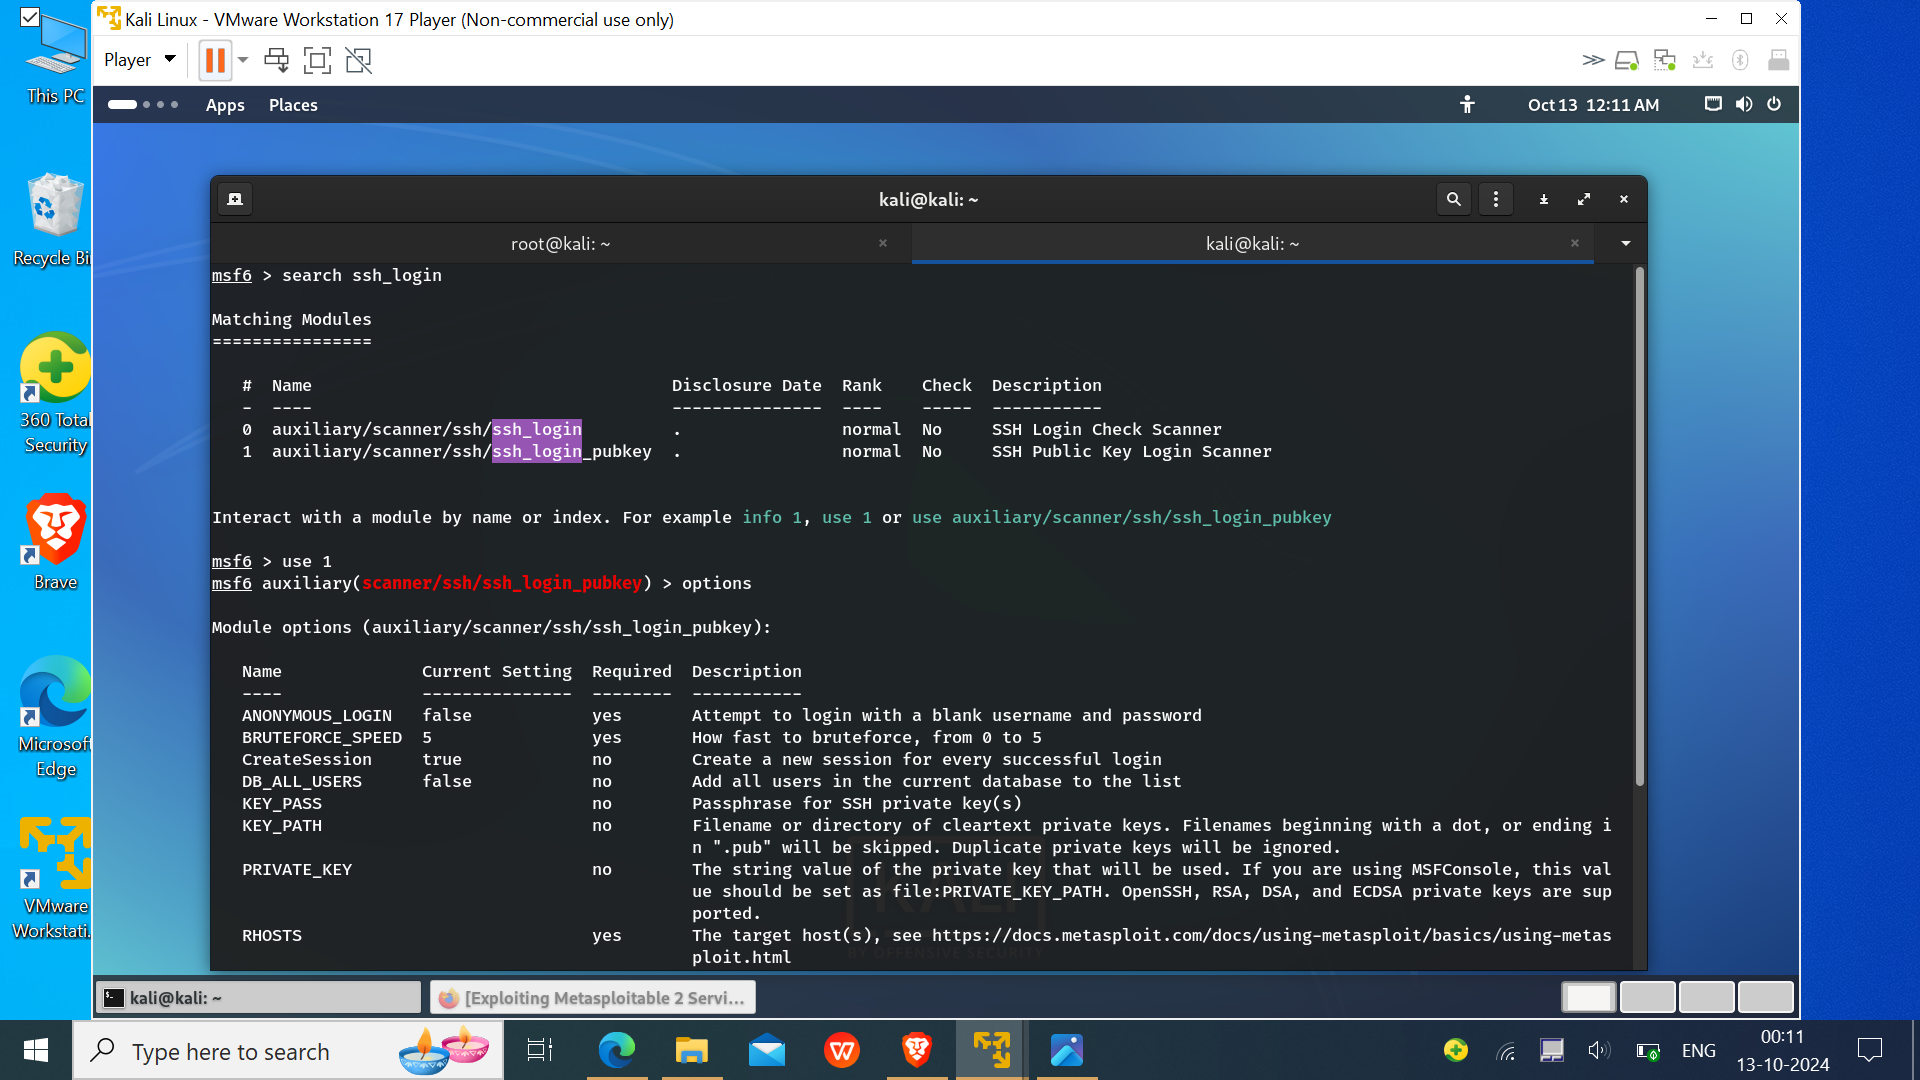 Kali Linux - VMware Workstation 17 Player (Non-commercial use only)
Player
Apps
Places
Oct 13 12:11 AM
kali@kali: ~
root@kali: ~
kali@kali: ~
msf6 > search ssh_login
Matching Modules
================
#  Name  Disclosure Date  Rank  Check  Description
-  ----  ---------------  ----  -----  -----------
0  auxiliary/scanner/ssh/ssh_login  .  normal  No  SSH Login Check Scanner
1  auxiliary/scanner/ssh/ssh_login_pubkey  .  normal  No  SSH Public Key Login Scanner
Interact with a module by name or index. For example info 1, use 1 or use auxiliary/scanner/ssh/ssh_login_pubkey
msf6 > use 1
msf6 auxiliary(scanner/ssh/ssh_login_pubkey) > options
Module options (auxiliary/scanner/ssh/ssh_login_pubkey):
Name  Current Setting  Required  Description
----  ---------------  --------  -----------
ANONYMOUS_LOGIN  false  yes  Attempt to login with a blank username and password
BRUTEFORCE_SPEED  5  yes  How fast to bruteforce, from 0 to 5
CreateSession  true  no  Create a new session for every successful login
DB_ALL_USERS  false  no  Add all users in the current database to the list
KEY_PASS  no  Passphrase for SSH private key(s)
KEY_PATH  no  Filename or directory of cleartext private keys. Filenames beginning with a dot, or ending i
n ".pub" will be skipped. Duplicate private keys will be ignored.
PRIVATE_KEY  no  The string value of the private key that will be used. If you are using MSFConsole, this val
ue should be set as file:PRIVATE_KEY_PATH. OpenSSH, RSA, DSA, and ECDSA private keys are sup
ported.
RHOSTS  yes  The target host(s), see https://docs.metasploit.com/docs/using-metasploit/basics/using-metas
ploit.html
BY OFFENSIVE SECURITY
kali@kali: ~
[Exploiting Metasploitable 2 Servi...
This PC
Recycle Bi
360 Total
Security
Brave
Microsoft
Edge
VMware
Workstati..
Type here to search
ENG
00:11
13-10-2024